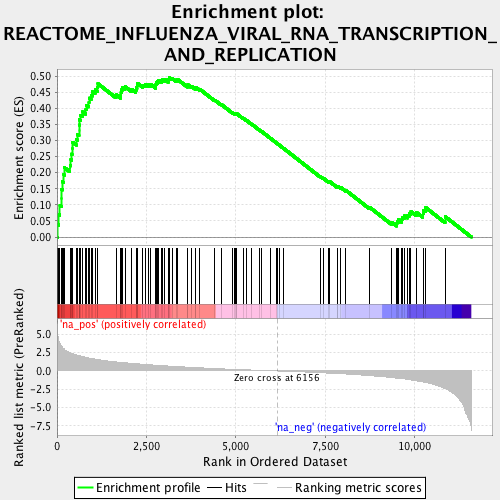 Enrichment plot:
REACTOME_INFLUENZA_VIRAL_RNA_TRANSCRIPTION_
AND_REPLICATION
Enrichment score (ES)
0.50
0.45
0.40
0.35
0.30
0.25
0.20
0.15
0.10
0.05
0.00
Ranked list metric (PreRanked)
'na_pos' (positively correlated)
5.0
2.5
0.0
-2.5
-5.0
-7.5
Zero cross at 6156
'na_neg' (negatively correlated)
0
2,500
5,000
7,500
10,000
Rank in Ordered Dataset
Enrichment profile
Hits
Ranking metric scores